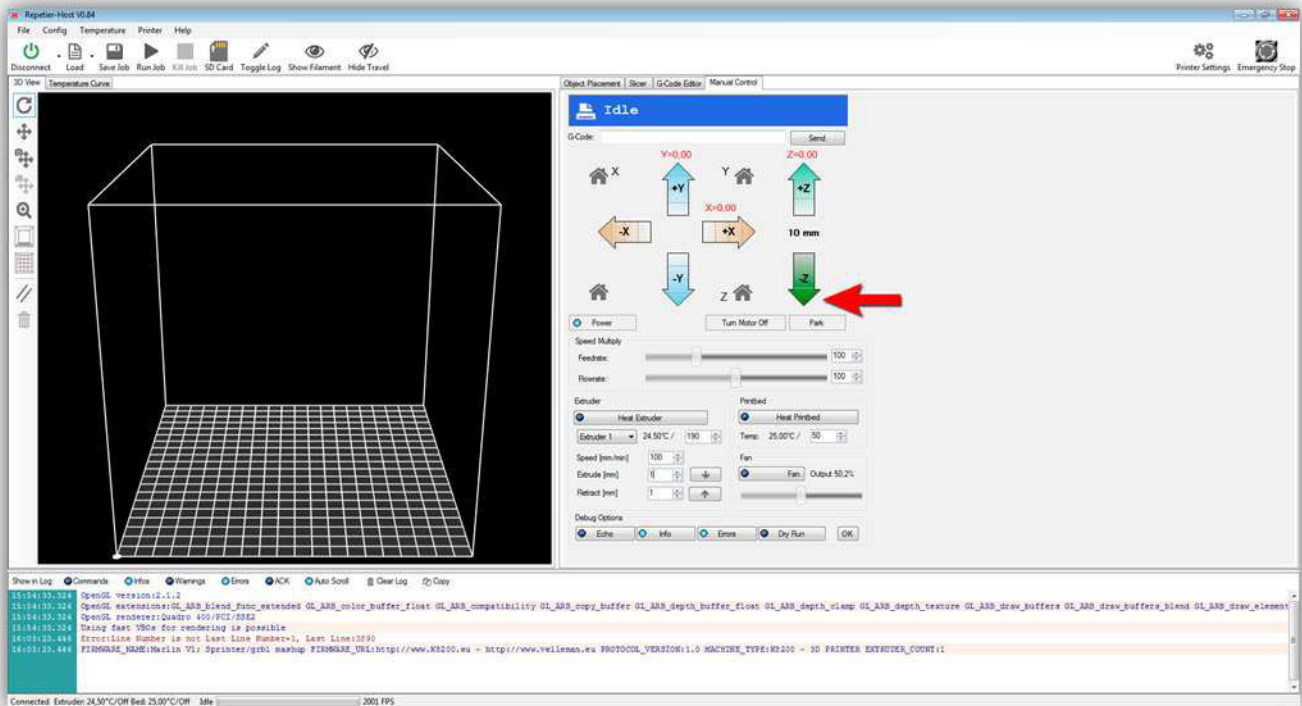 Repetier-Host V0.84
File Config Temperature Printer Help
Disconnect Load Save Job Run Job Kill Job SD Card Toggle Log Show Filament Hide Travel Printer Settings Emergency Stop
3D View Temperature Curve Object Placement Slicer G-Code Editor Manual Control
Idle
G-Code: Send
Y=0,00 Z=0,00
X +Y Y +Z
X=0,00
-X +X 10 mm
-Y Z -Z
Power Turn Motor Off Park
Speed Multiply
Feedrate: 100
Flowrate: 100
Extruder Printbed
Heat Extruder Heat Printbed
Extruder 1 24,50°C / 190 Temp. 25,00°C / 50
Speed [mm/min] 100 Fan
Extrude [mm] 1 Fan Output 50,2%
Retract [mm] 1
Debug Options
Echo Info Errors Dry Run OK
Show in Log: Commands Infos Warnings Errors ACK Auto Scroll Clear Log Copy
15:54:33.324 OpenGL version:2.1.2
15:54:33.324 OpenGL extensions:GL_ARB_blend_func_extended GL_ARB_color_buffer_float GL_ARB_compatibility GL_ARB_copy_buffer GL_ARB_depth_buffer_float GL_ARB_depth_clamp GL_ARB_depth_texture GL_ARB_draw_buffers GL_ARB_draw_buffers_blend GL_ARB_draw_element
15:54:33.324 OpenGL renderer:Quadro 400/PCI/SSE2
15:54:33.324 Using fast VBOs for rendering is possible
16:05:23.448 Error:Line Number is not Last Line Number+1, Last Line:3890
16:05:23.448 FIRMWARE_NAME:Marlin V1; Sprinter/grbl mashup FIRMWARE_URL:http://www.K8200.eu - http://www.velleman.eu PROTOCOL_VERSION:1.0 MACHINE_TYPE:K8200 - 3D PRINTER EXTRUDER_COUNT:1
Connected Extruder: 24,50°C/Off Bed: 25,00°C/Off Idle 2001 FPS